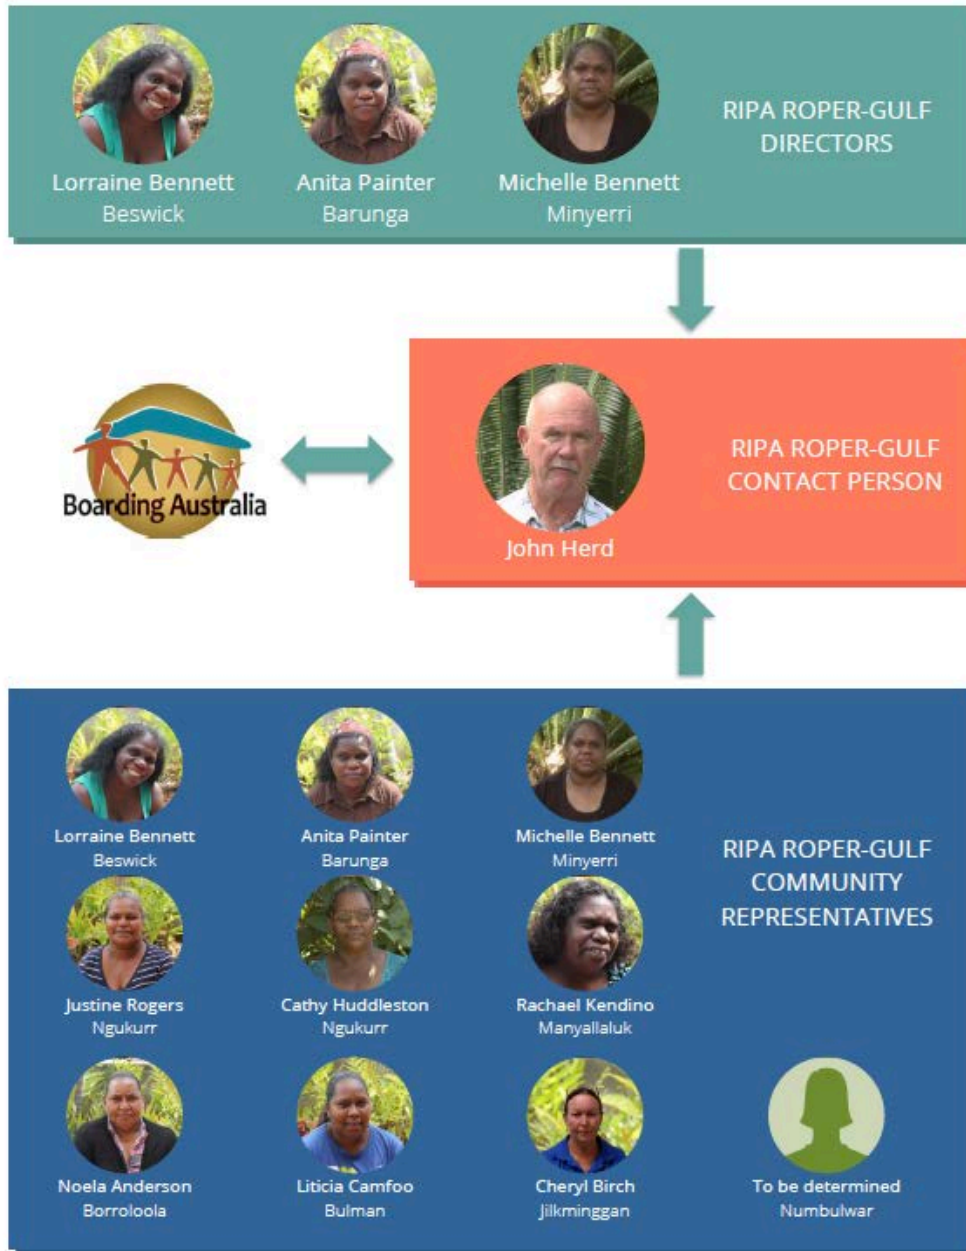 Lorraine Bennett
Beswick
Anita Painter
Barunga
Michelle Bennett
Minyerri
RIPA ROPER-GULF
DIRECTORS
Boarding Australia
John Herd
RIPA ROPER-GULF
CONTACT PERSON
Lorraine Bennett
Beswick
Anita Painter
Barunga
Michelle Bennett
Minyerri
RIPA ROPER-GULF
COMMUNITY
REPRESENTATIVES
Justine Rogers
Ngukurr
Cathy Huddleston
Ngukurr
Rachael Kendino
Manyallaluk
Noela Anderson
Borroloola
Liticia Camfoo
Bulman
Cheryl Birch
Jilkminggan
To be determined
Numbulwar